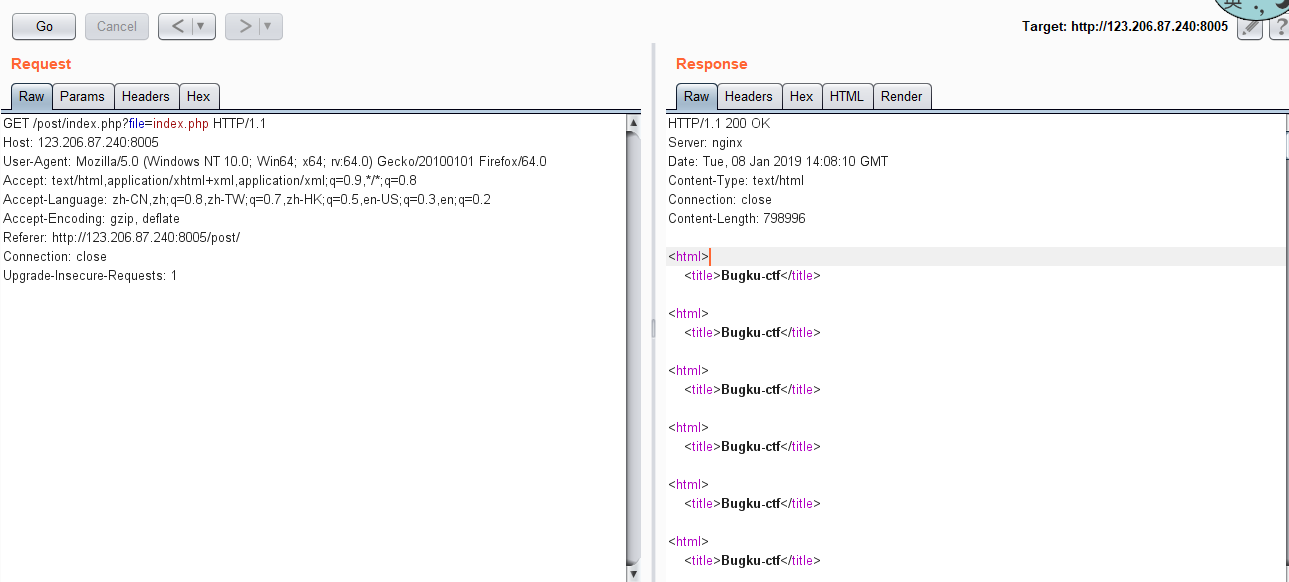 Go Cancel < > Target: http://123.206.87.240:8005 ?
Request
Raw Params Headers Hex
GET /post/index.php?file=index.php HTTP/1.1
Host: 123.206.87.240:8005
User-Agent: Mozilla/5.0 (Windows NT 10.0; Win64; x64; rv:64.0) Gecko/20100101 Firefox/64.0
Accept: text/html,application/xhtml+xml,application/xml;q=0.9,*/*;q=0.8
Accept-Language: zh-CN,zh;q=0.8,zh-TW;q=0.7,zh-HK;q=0.5,en-US;q=0.3,en;q=0.2
Accept-Encoding: gzip, deflate
Referer: http://123.206.87.240:8005/post/
Connection: close
Upgrade-Insecure-Requests: 1
Response
Raw Headers Hex HTML Render
HTTP/1.1 200 OK
Server: nginx
Date: Tue, 08 Jan 2019 14:08:10 GMT
Content-Type: text/html
Connection: close
Content-Length: 798996
<html>
<title>Bugku-ctf</title>
<html>
<title>Bugku-ctf</title>
<html>
<title>Bugku-ctf</title>
<html>
<title>Bugku-ctf</title>
<html>
<title>Bugku-ctf</title>
<html>
<title>Bugku-ctf</title>